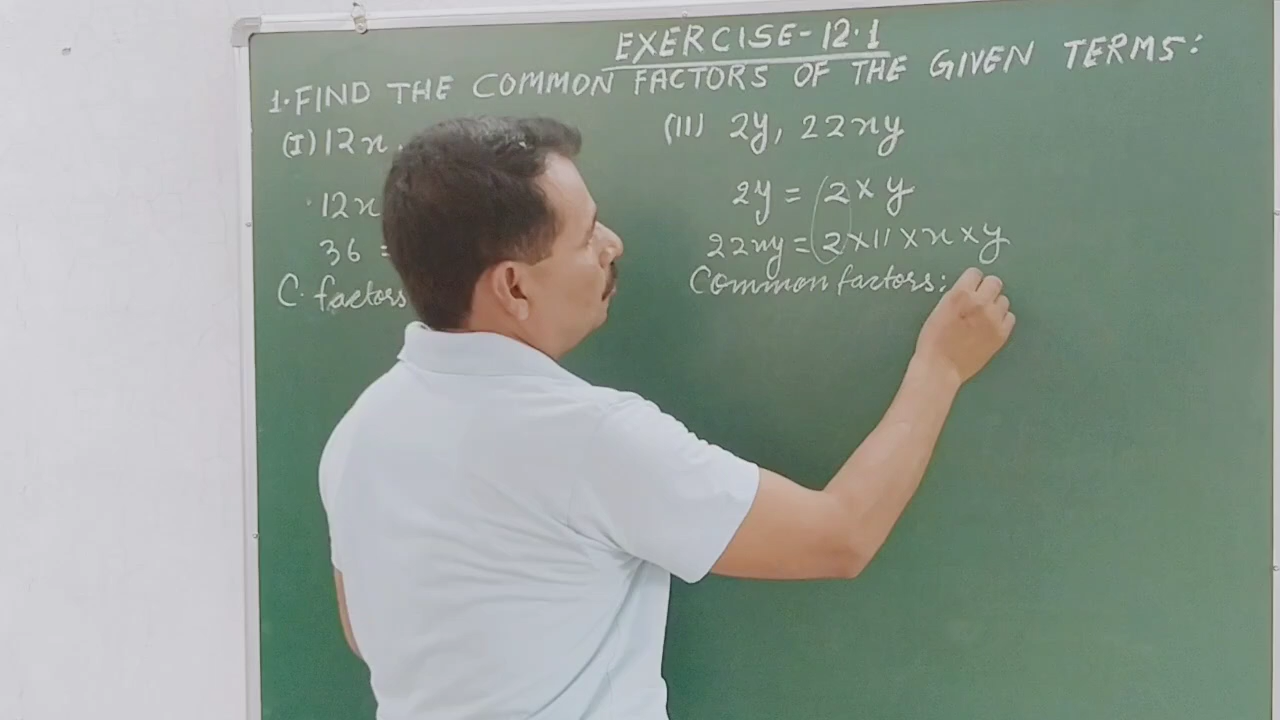 EXERCISE-12.1
1.FIND THE COMMON FACTORS OF THE GIVEN TERMS:
(I) 12x,
12x
36 =
C. factors
(II) 2y, 22xy
2y = 2 × y
22xy = 2 × 11 × x × y
Common factors: